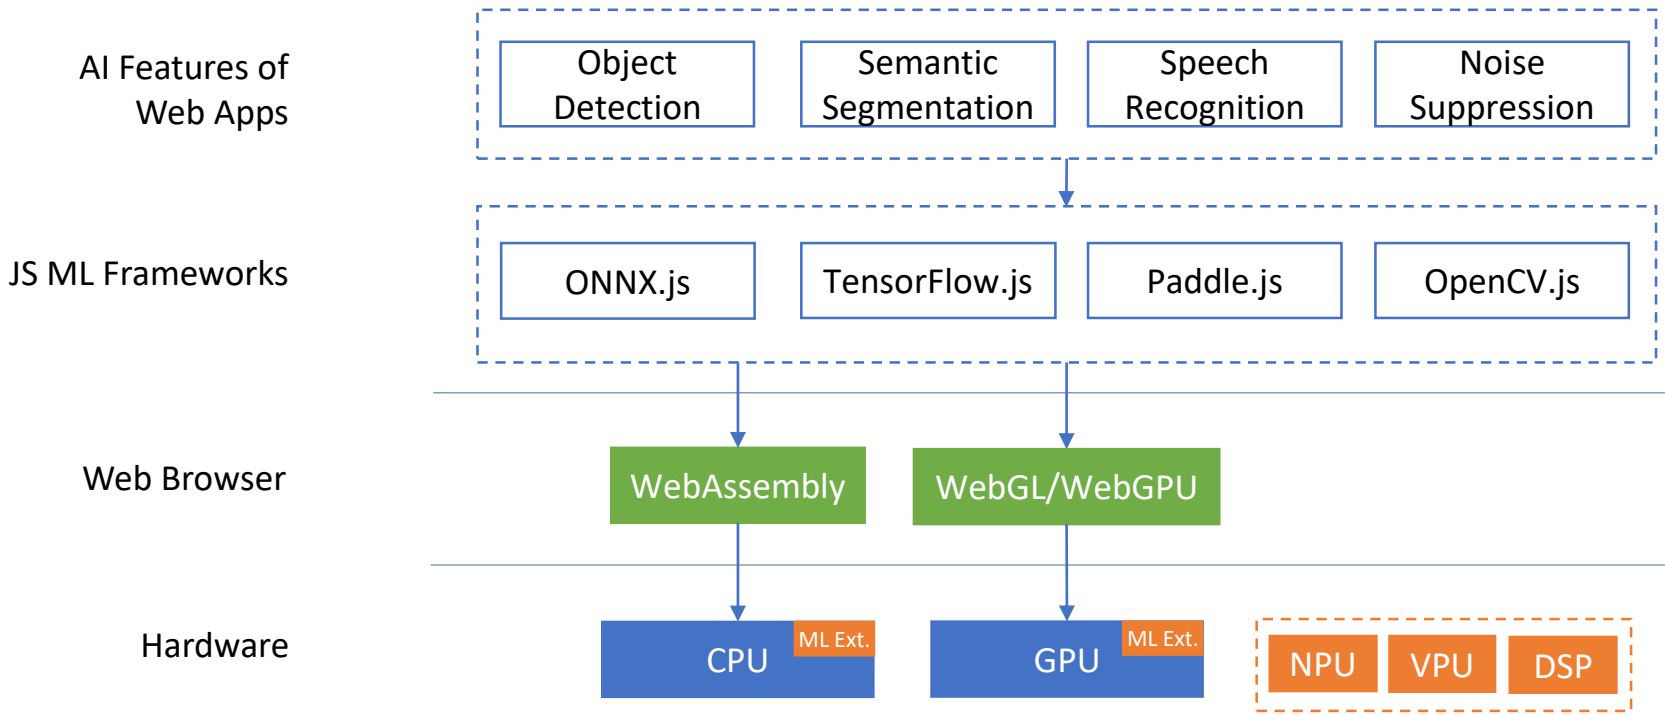 AI Features of
Web Apps
Object
Detection
Semantic
Segmentation
Speech
Recognition
Noise
Suppression
JS ML Frameworks
ONNX.js
TensorFlow.js
Paddle.js
OpenCV.js
Web Browser
WebAssembly
WebGL/WebGPU
Hardware
CPU
ML Ext.
GPU
ML Ext.
NPU
VPU
DSP